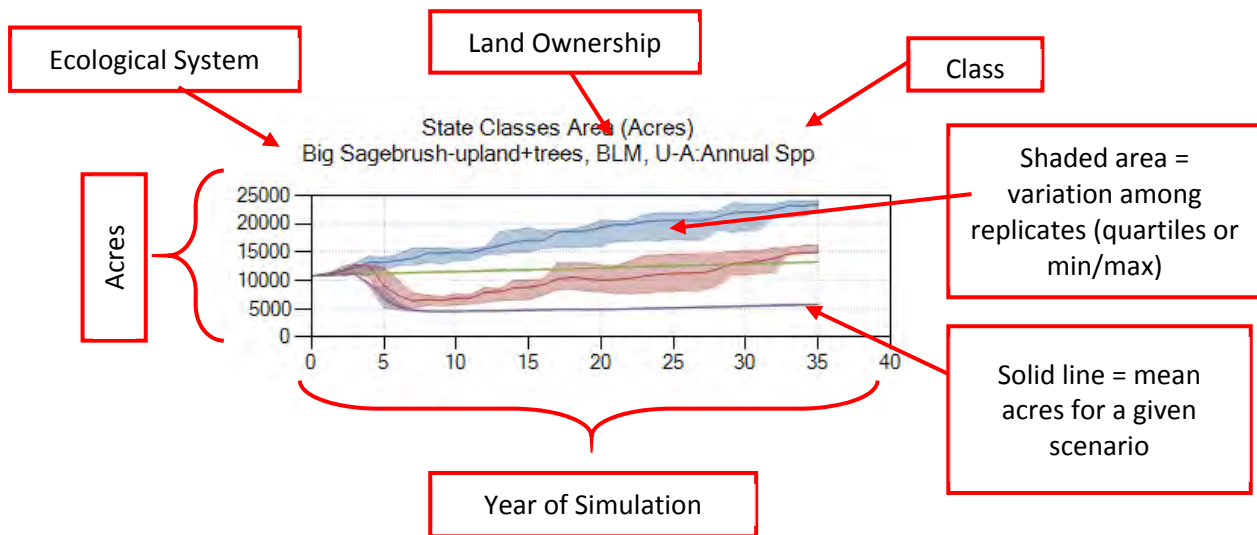 Ecological System
Land Ownership
Class
State Classes Area (Acres)
Big Sagebrush-upland+trees, BLM, U-A:Annual Spp
Acres
25000
20000
15000
10000
5000
0
0 5 10 15 20 25 30 35 40
Year of Simulation
Shaded area =
variation among
replicates (quartiles or
min/max)
Solid line = mean
acres for a given
scenario